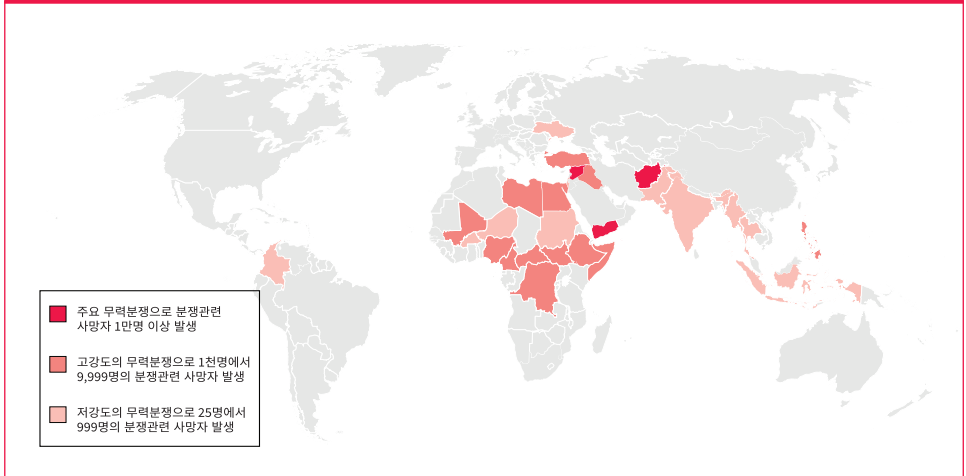 주요 무력분쟁으로 분쟁관련
사망자 1만명 이상 발생
고강도의 무력분쟁으로 1천명에서
9,999명의 분쟁관련 사망자 발생
저강도의 무력분쟁으로 25명에서
999명의 분쟁관련 사망자 발생